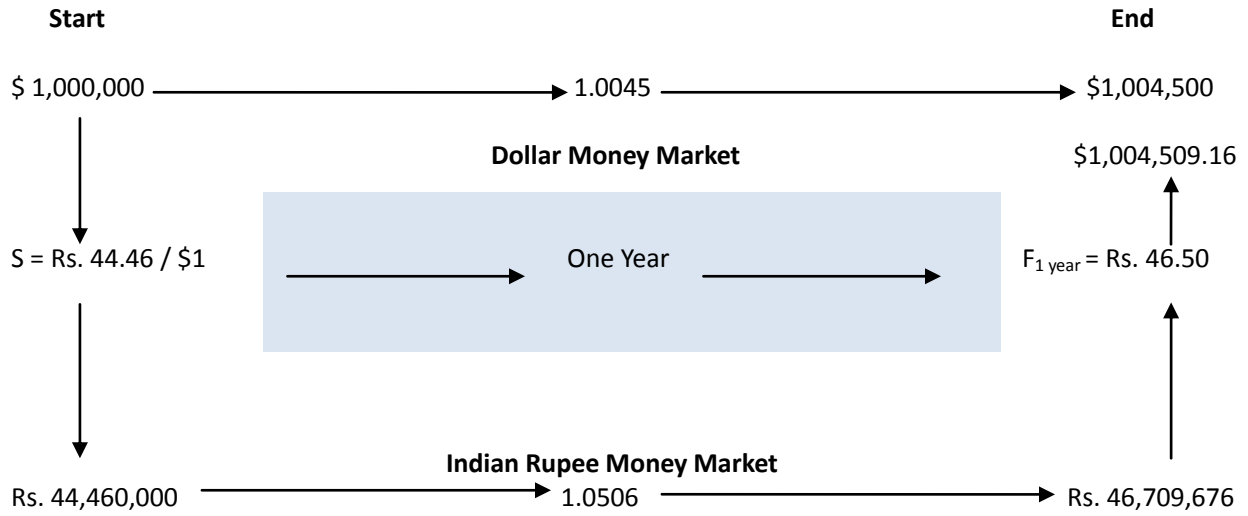 Start End
$ 1,000,000 1.0045 $1,004,500
Dollar Money Market $1,004,509.16
S = Rs. 44.46 / $1 One Year F1 year = Rs. 46.50
Indian Rupee Money Market
Rs. 44,460,000 1.0506 Rs. 46,709,676